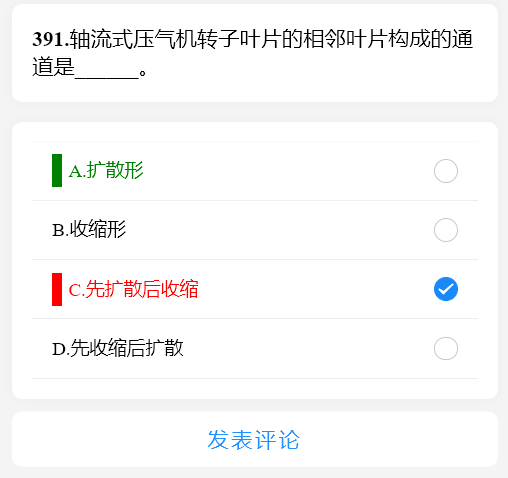 391.轴流式压气机转子叶片的相邻叶片构成的通
道是______。
A.扩散形
B.收缩形
C.先扩散后收缩
D.先收缩后扩散
发表评论